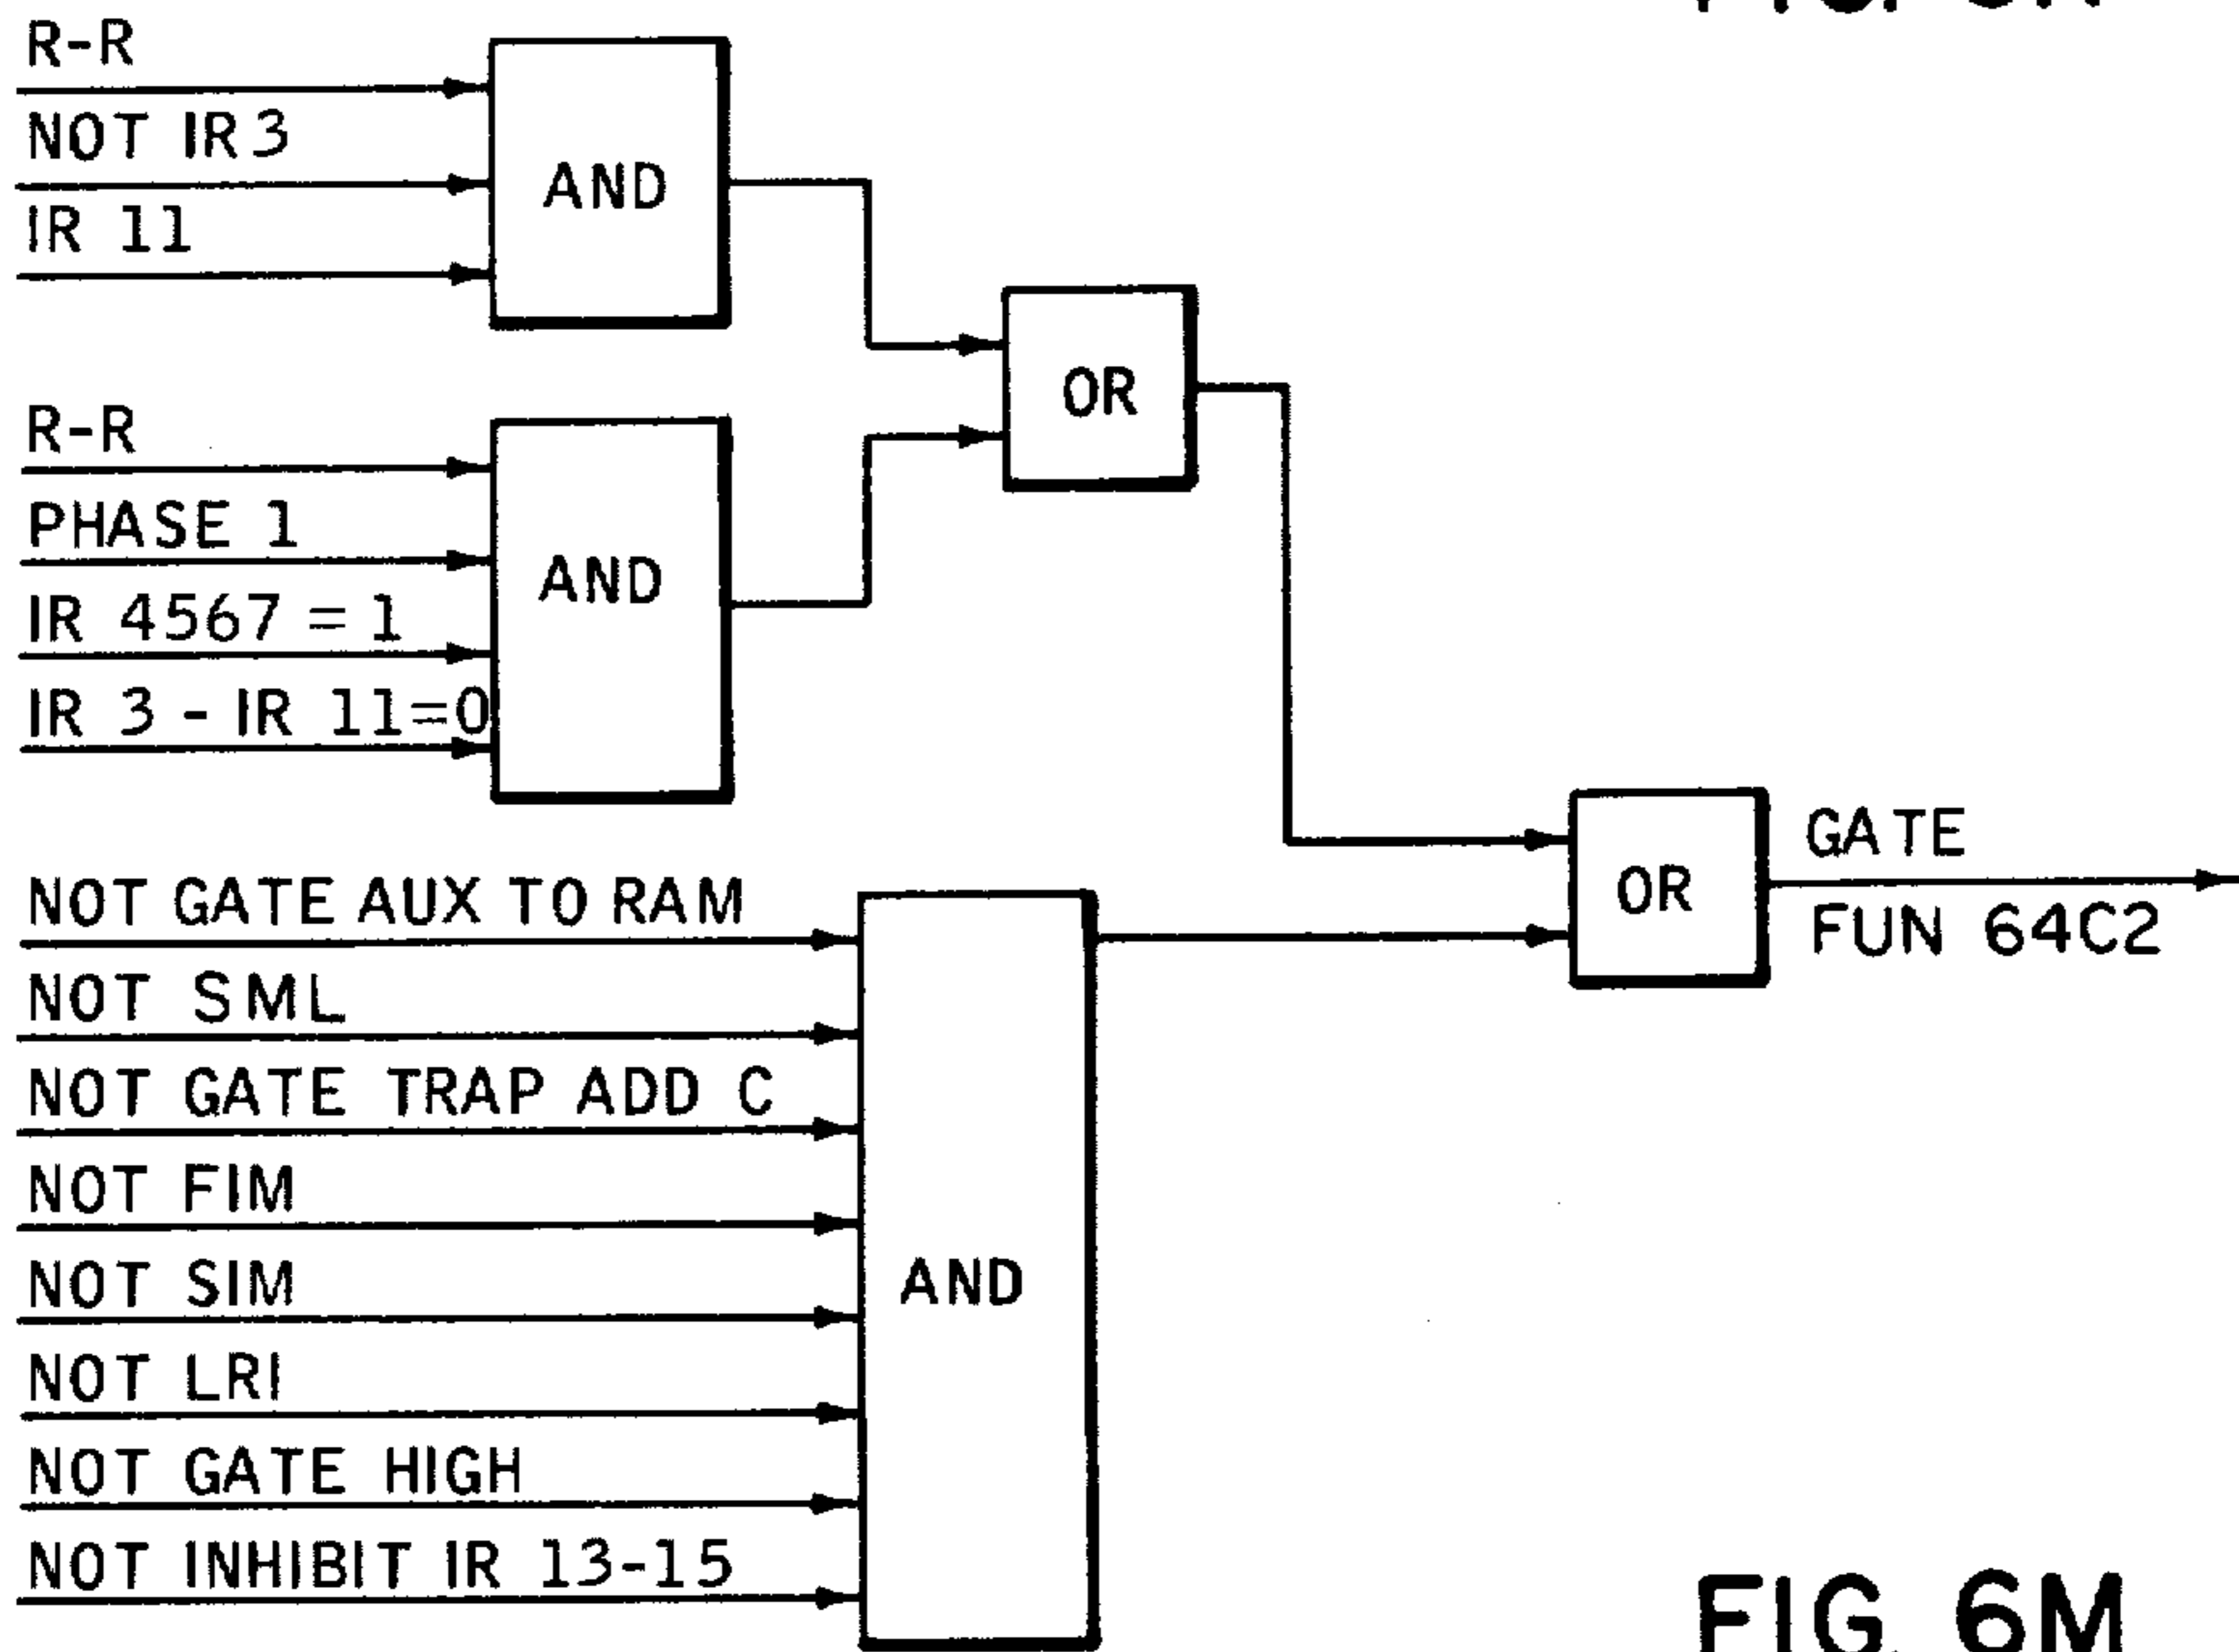 R-R
NOT IR 3
IR 11
AND
OR
R-R
PHASE 1
IR 4567 = 1
IR 3 - IR 11=0
AND
NOT GATE AUX TO RAM
NOT SML
NOT GATE TRAP ADD C
NOT FIM
NOT SIM
NOT LRI
NOT GATE HIGH
NOT INHIBIT IR 13-15
AND
OR
GATE
FUN 64C2
FIG 6M